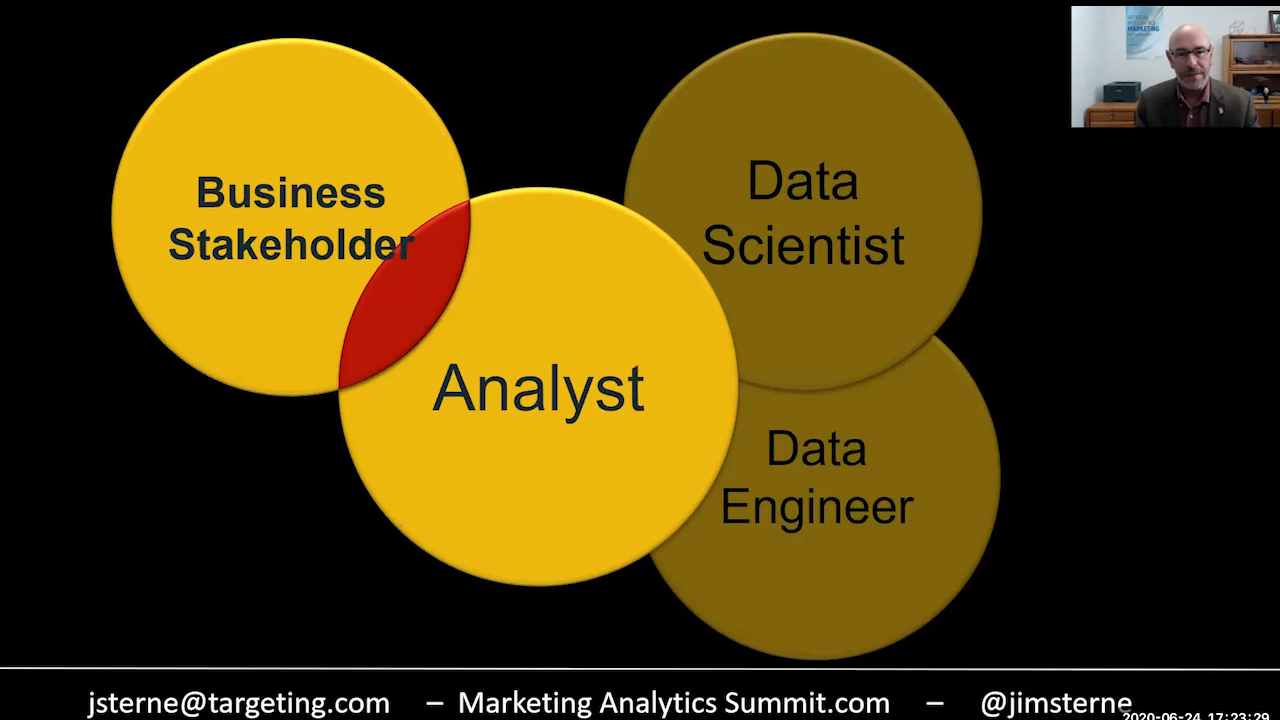 Business
Stakeholder
Analyst
Data
Scientist
Data
Engineer
MARKETING
jsterne@targeting.com – Marketing Analytics Summit.com – @jimsterne
2020-06-24 17:23:29